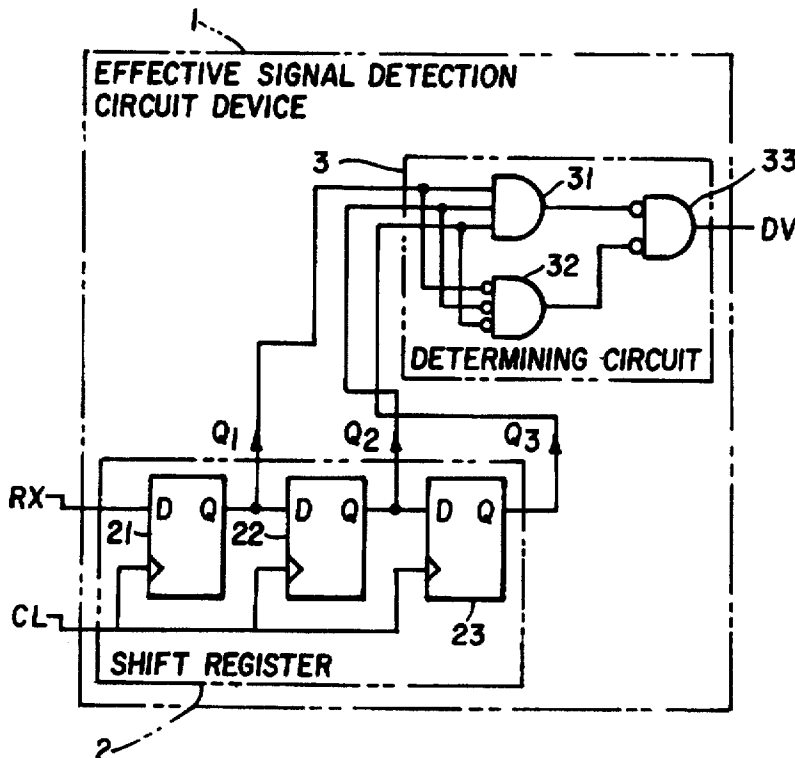 1
EFFECTIVE SIGNAL DETECTION
CIRCUIT DEVICE
3
31
33
DV
32
DETERMINING CIRCUIT
Q1
Q2
Q3
RX
D Q
D Q
D Q
21
22
CL
23
SHIFT REGISTER
2